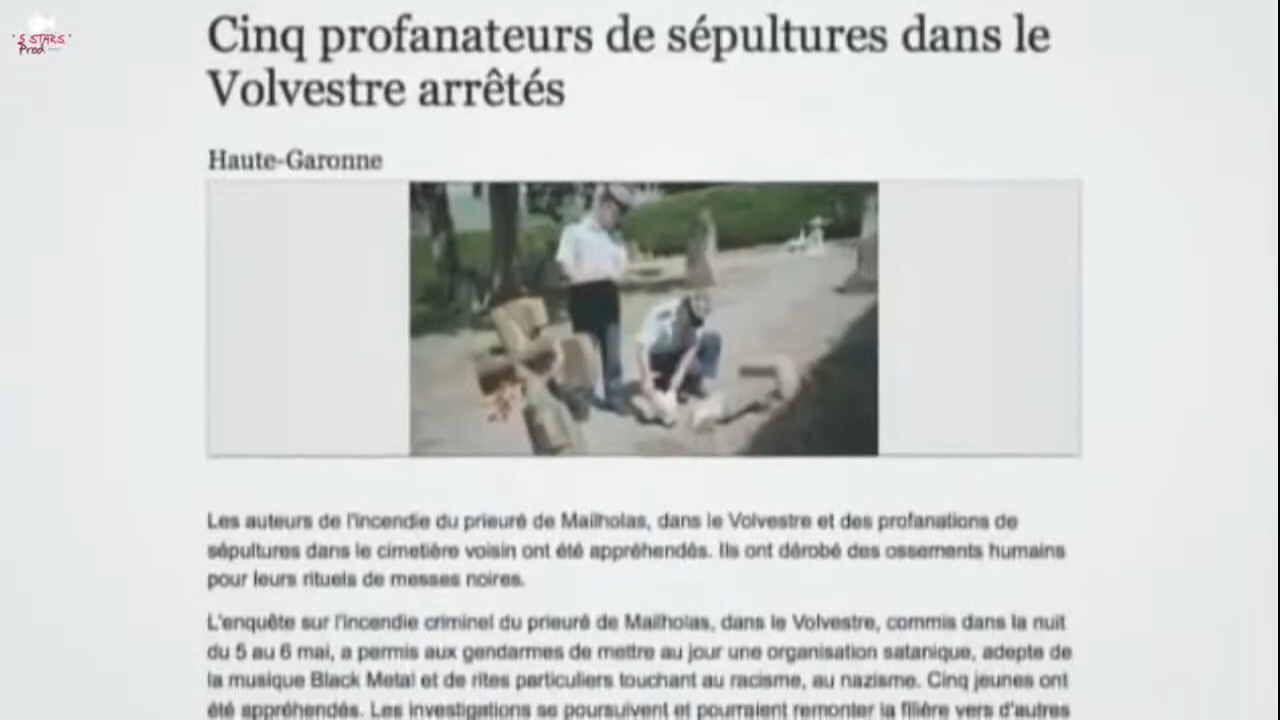 5 STARS
Prod
Cinq profanateurs de sépultures dans le
Volvestre arrêtés
Haute-Garonne
Les auteurs de l'incendie du prieuré de Mailholas, dans le Volvestre et des profanations de
sépultures dans le cimetière voisin ont été appréhendés. Ils ont dérobé des ossements humains
pour leurs rituels de messes noires.
L'enquête sur l'incendie criminel du prieuré de Mailholas, dans le Volvestre, commis dans la nuit
du 5 au 6 mai, a permis aux gendarmes de mettre au jour une organisation satanique, adepte de
la musique Black Metal et de rites particuliers touchant au racisme, au nazisme. Cinq jeunes ont
été appréhendés. Les investigations se poursuivent et pourraient remonter la filière vers d'autres